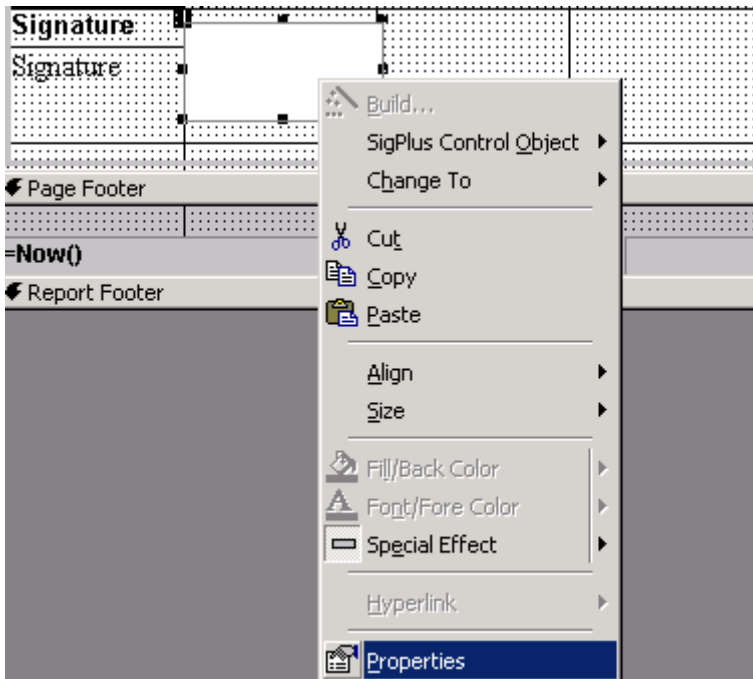 Signature
Signature
Page Footer
=Now()
Report Footer
Build...
SigPlus Control Object
Change To
Cut
Copy
Paste
Align
Size
Fill/Back Color
Font/Fore Color
Special Effect
Hyperlink
Properties